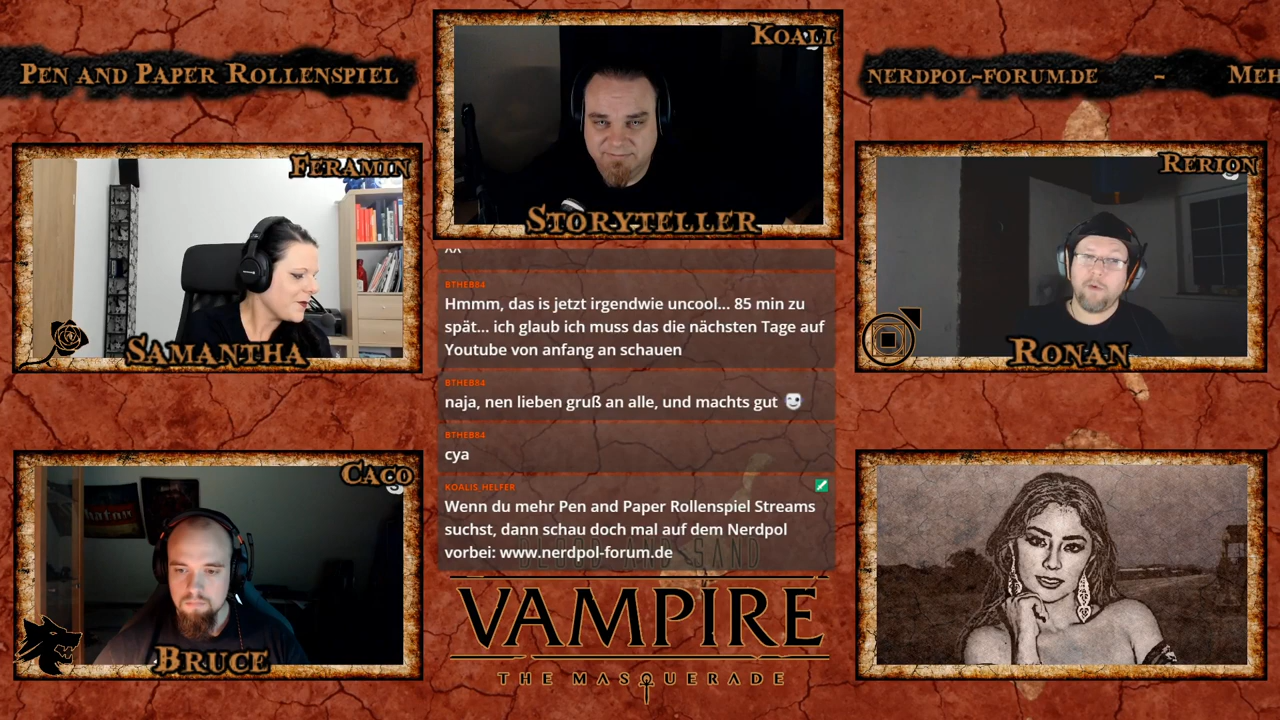 PEN AND PAPER ROLLENSPIEL
KOALI
NERDPOL-FORUM.DE - MEH
STORYTELLER
FERAMIN
SAMANTHA
RERION
RONAN
^^
BTHEB84
Hmmm, das is jetzt irgendwie uncool... 85 min zu
spät... ich glaub ich muss das die nächsten Tage auf
Youtube von anfang an schauen
BTHEB84
naja, nen lieben gruß an alle, und machts gut
BTHEB84
cya
KOALIS_HELFER
Wenn du mehr Pen and Paper Rollenspiel Streams
suchst, dann schau doch mal auf dem Nerdpol
vorbei: www.nerdpol-forum.de
BLOOD AND SAND
VAMPIRE
THE MASQUERADE
CACO
BRUCE